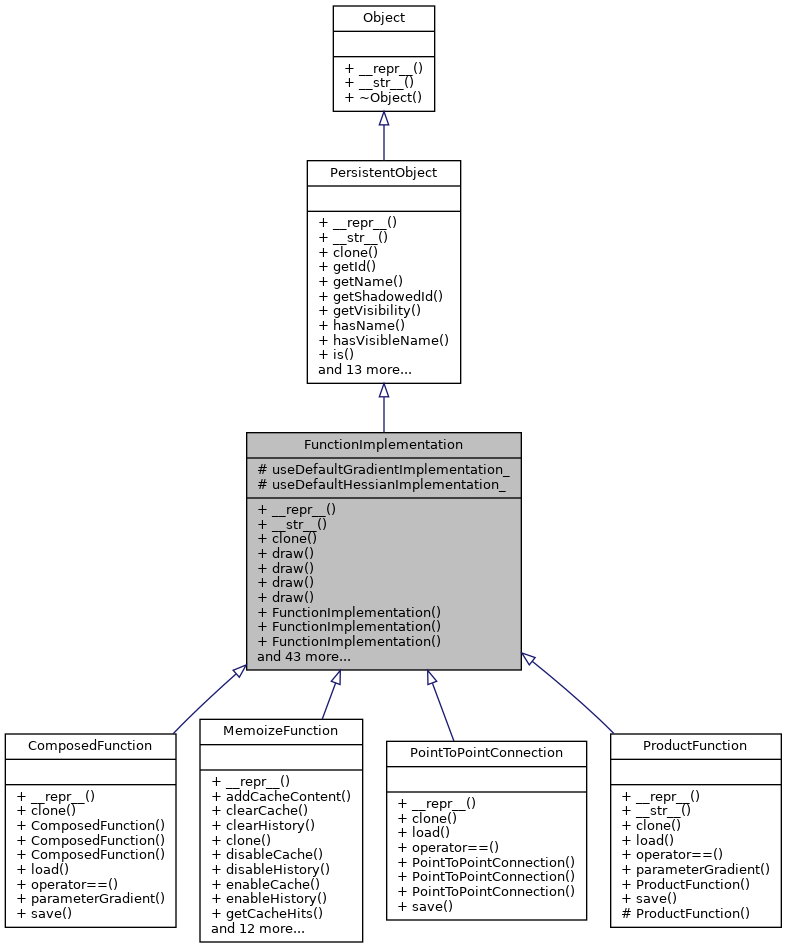 Object
+ __repr__()
+ __str__()
+ ~Object()
PersistentObject
+ __repr__()
+ __str__()
+ clone()
+ getId()
+ getName()
+ getShadowedId()
+ getVisibility()
+ hasName()
+ hasVisibleName()
+ is()
and 13 more...
FunctionImplementation
# useDefaultGradientImplementation_
# useDefaultHessianImplementation_
+ __repr__()
+ __str__()
+ clone()
+ draw()
+ draw()
+ draw()
+ draw()
+ FunctionImplementation()
+ FunctionImplementation()
+ FunctionImplementation()
and 43 more...
ComposedFunction
+ __repr__()
+ clone()
+ ComposedFunction()
+ ComposedFunction()
+ ComposedFunction()
+ load()
+ operator==()
+ parameterGradient()
+ save()
MemoizeFunction
+ __repr__()
+ addCacheContent()
+ clearCache()
+ clearHistory()
+ clone()
+ disableCache()
+ disableHistory()
+ enableCache()
+ enableHistory()
+ getCacheHits()
and 12 more...
PointToPointConnection
+ __repr__()
+ clone()
+ load()
+ operator==()
+ PointToPointConnection()
+ PointToPointConnection()
+ PointToPointConnection()
+ save()
ProductFunction
+ __repr__()
+ __str__()
+ clone()
+ load()
+ operator==()
+ parameterGradient()
+ ProductFunction()
+ save()
# ProductFunction()